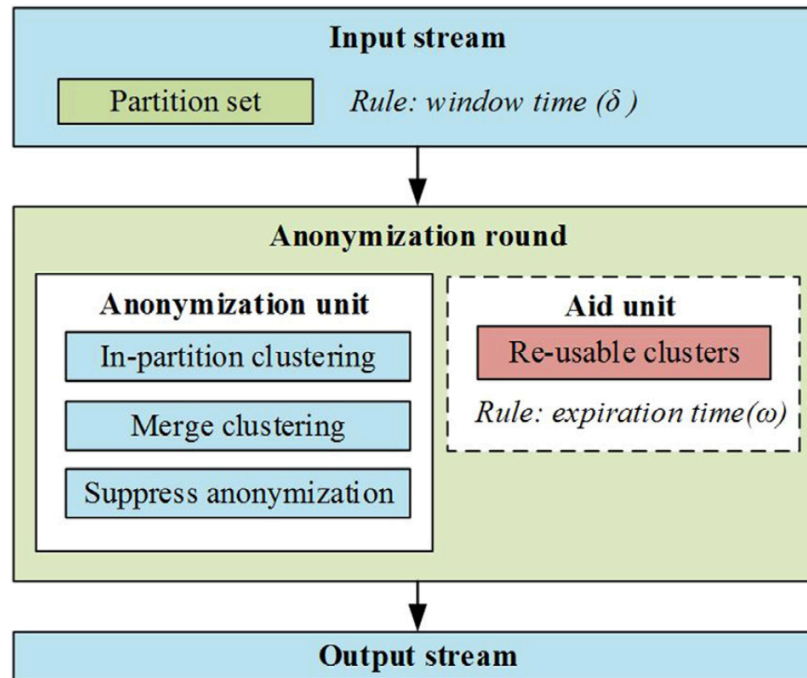 Input stream
Partition set
Rule: window time (δ )
Anonymization round
Anonymization unit
In-partition clustering
Merge clustering
Suppress anonymization
Aid unit
Re-usable clusters
Rule: expiration time(ω)
Output stream